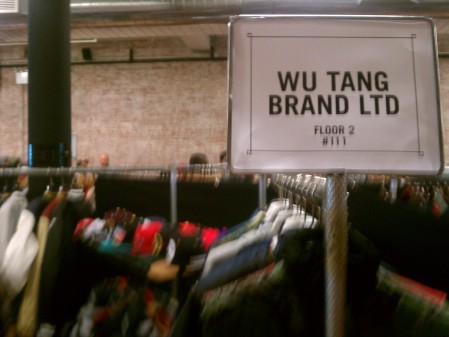 WU TANG
BRAND LTD
FLOOR 2
#111